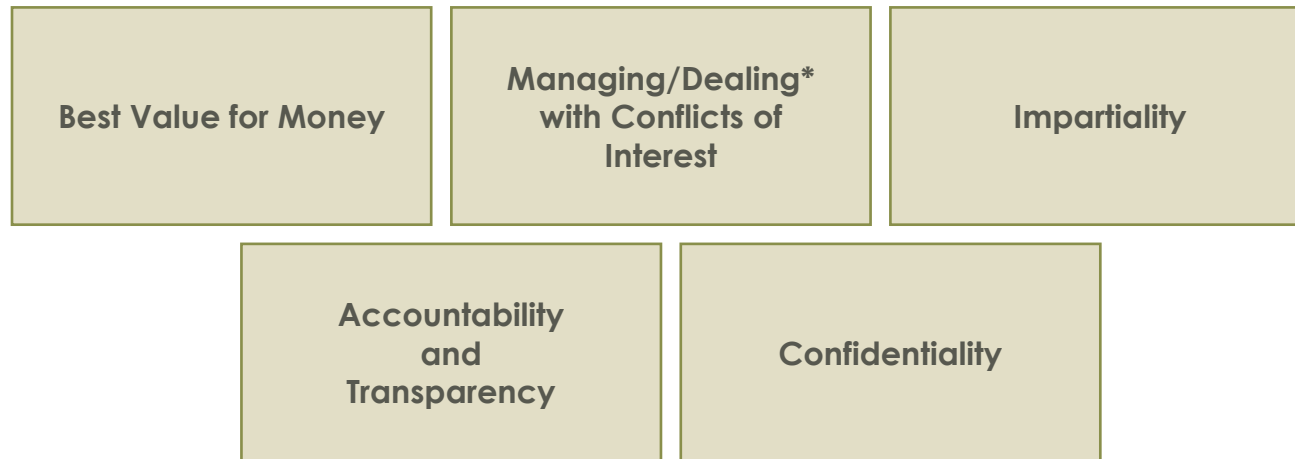 Best Value for Money
Managing/Dealing*
with Conflicts of
Interest
Impartiality
Accountability
and
Transparency
Confidentiality